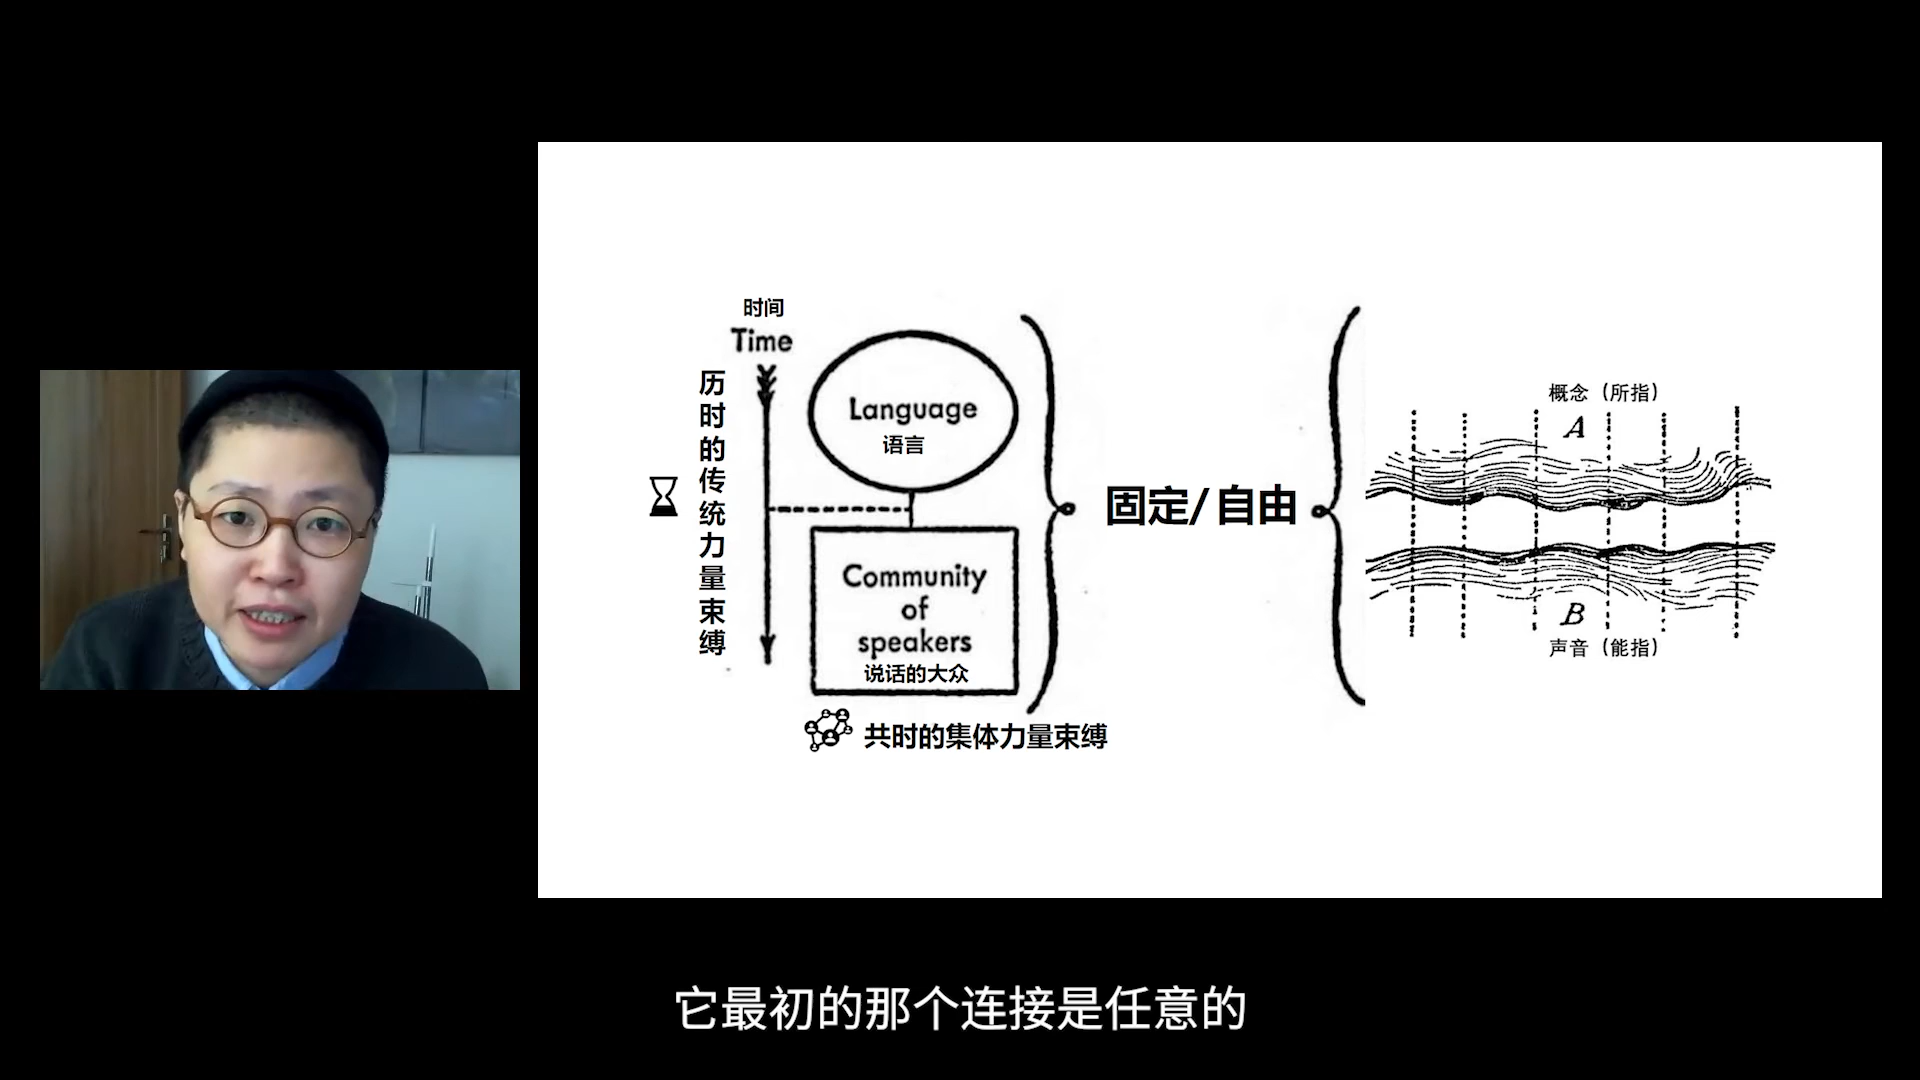 时间
Time
历时的传统力量束缚
Language
语言
Community
of
speakers
说话的大众
共时的集体力量束缚
固定/自由
概念（所指）
A
B
声音（能指）
它最初的那个连接是任意的